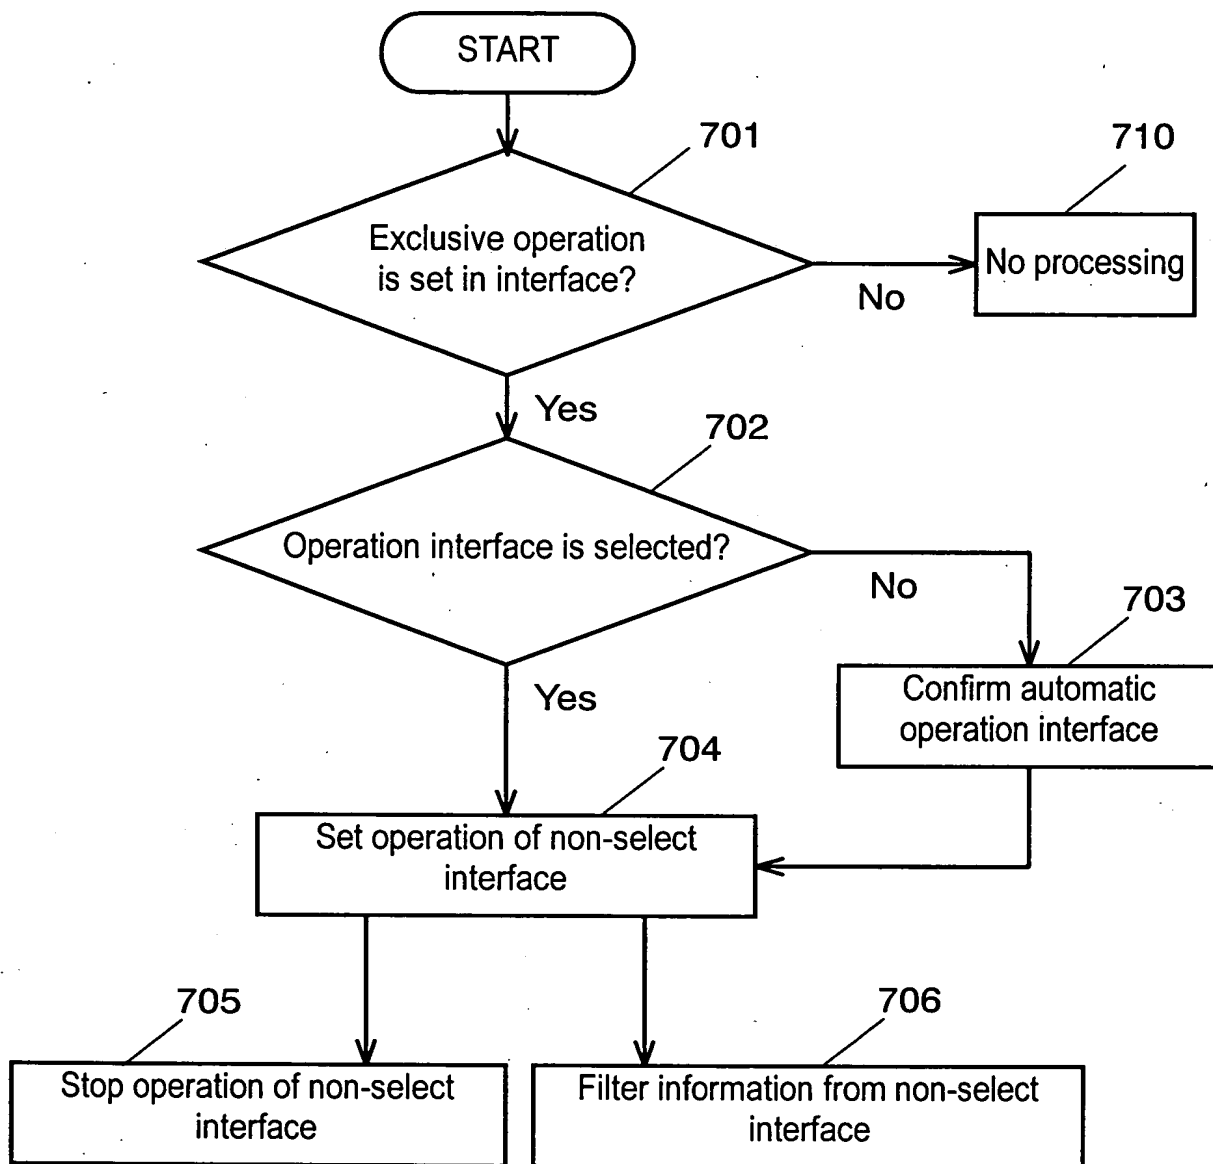 START
701
710
Exclusive operation
is set in interface?
No processing
No
Yes
702
Operation interface is selected?
No
703
Confirm automatic
operation interface
Yes
704
Set operation of non-select
interface
705
706
Stop operation of non-select
interface
Filter information from non-select
interface